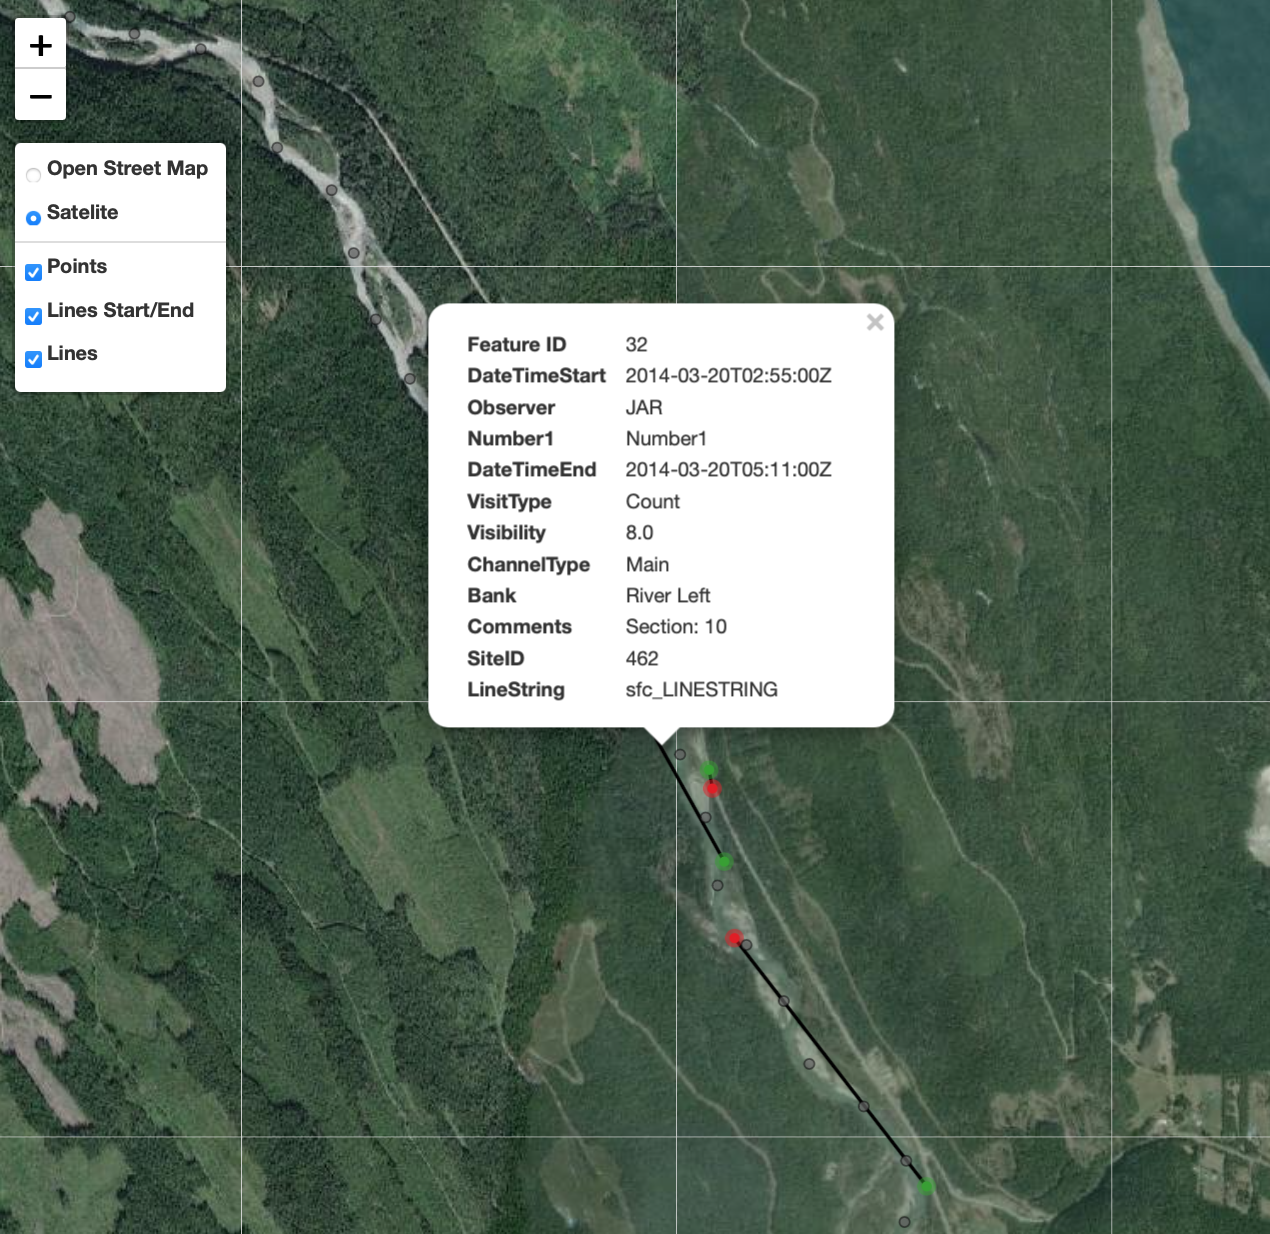 +
−
Open Street Map
Satelite
Points
Lines Start/End
Lines
×
Feature ID 32
DateTimeStart 2014-03-20T02:55:00Z
Observer JAR
Number1 Number1
DateTimeEnd 2014-03-20T05:11:00Z
VisitType Count
Visibility 8.0
ChannelType Main
Bank River Left
Comments Section: 10
SiteID 462
LineString sfc_LINESTRING